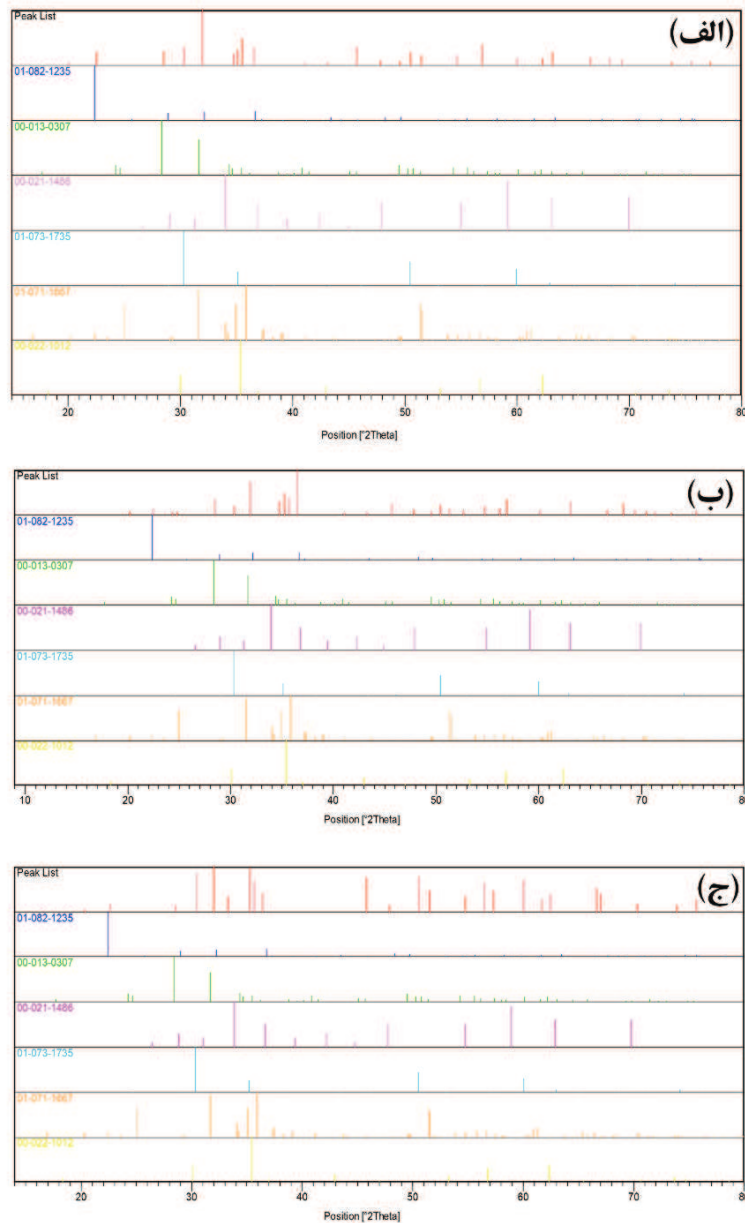 (الف)
Peak List
01-082-1235
00-013-0307
00-021-1486
01-073-1735
01-071-1667
00-022-1012
20 30 40 50 60 70 80
Position [°2Theta]
(ب)
Peak List
01-082-1235
00-013-0307
00-021-1486
01-073-1735
01-071-1667
00-022-1012
10 20 30 40 50 60 70 80
Position [°2Theta]
(ج)
Peak List
01-082-1235
00-013-0307
00-021-1486
01-073-1735
01-071-1667
00-022-1012
20 30 40 50 60 70 80
Position [°2Theta]